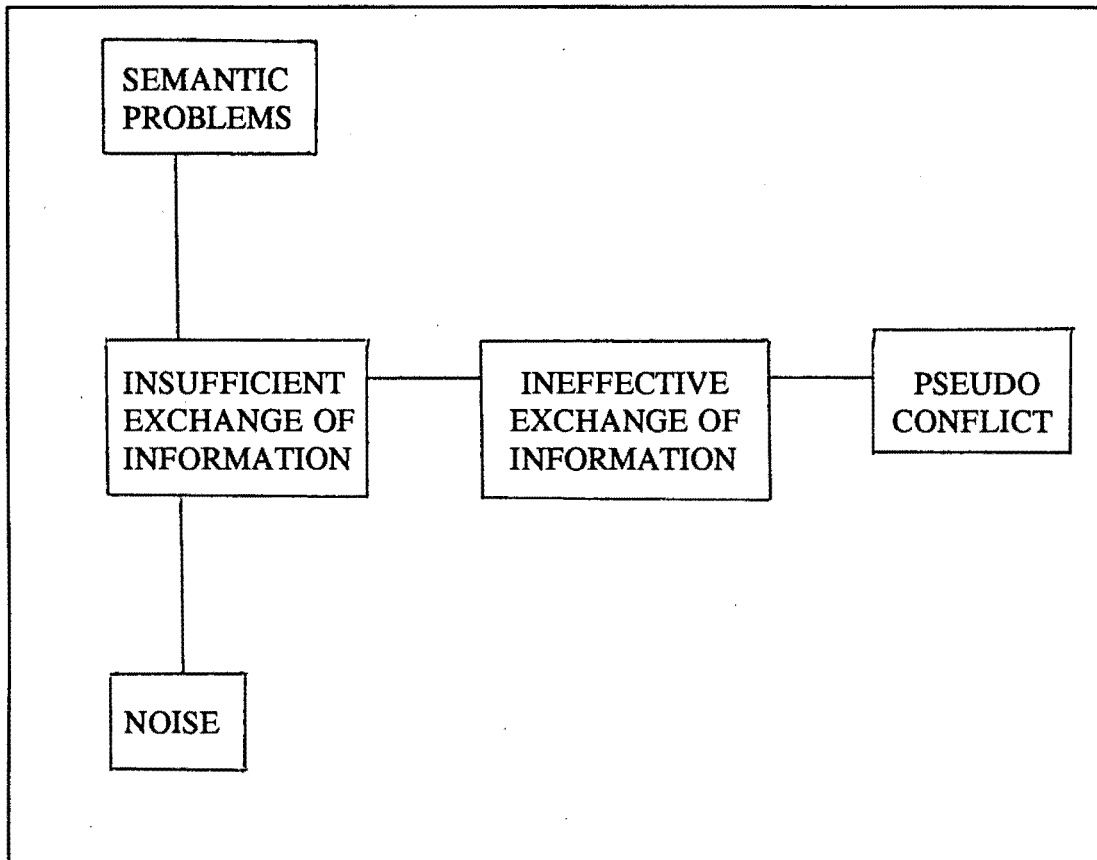 SEMANTIC
PROBLEMS
INSUFFICIENT
EXCHANGE OF
INFORMATION
INEFFECTIVE
EXCHANGE OF
INFORMATION
PSEUDO
CONFLICT
NOISE